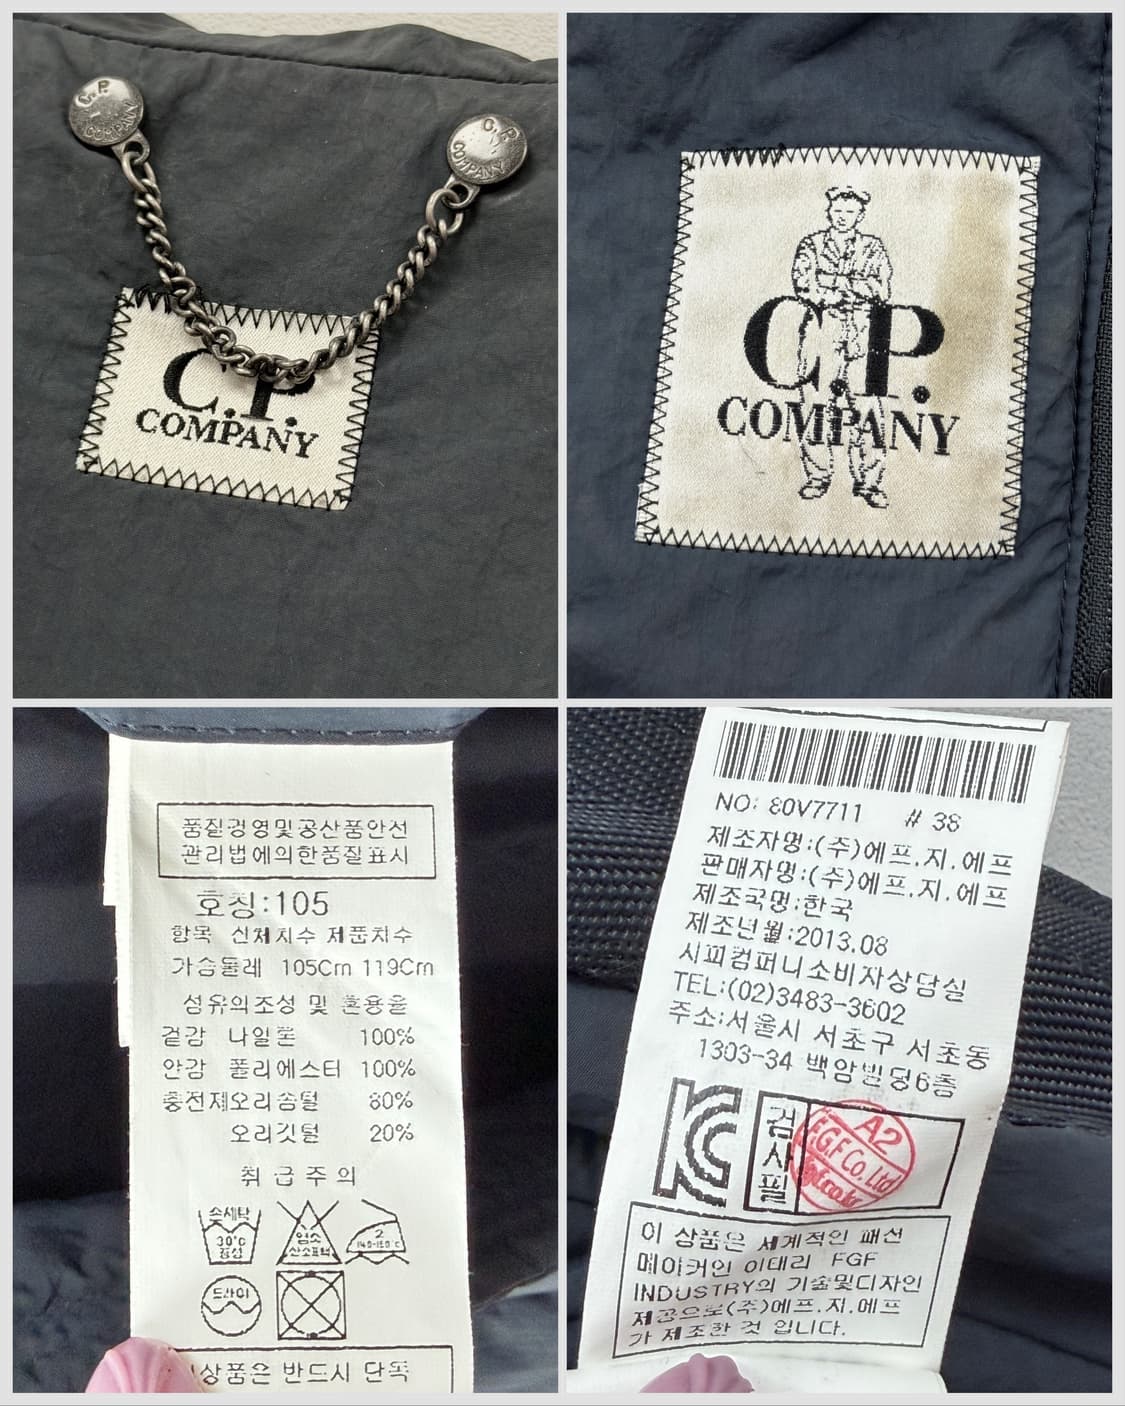 C.P.
COMPANY
C.P.
COMPANY
C.P.
COMPANY
C.P.
COMPANY
품질경영및공산품안전
관리법에의한품질표시
호칭:105
항목 신체치수 제품치수
가슴둘레 105Cm 119Cm
섬유의조성 및 혼용율
겉감 나일론 100%
안감 폴리에스터 100%
충전재오리솜털 80%
오리깃털 20%
취급주의
손세탁
30°C
중성
염소
산소표백
2
140-160°C
드라이
상품은 반드시 단독
NO: 80V7711 # 38
제조자명:(주)에프.지.에프
판매자명:(주)에프.지.에프
제조국명:한국
제조년월:2013.08
시피컴퍼니소비자상담실
TEL:(02)3483-3602
주소:서울시 서초구 서초동
1303-34 백암빌딩6층
KC
검사필
A2
F.G.F Co.Ltd
이 상품은 세계적인 패션
메이커인 이태리 FGF
INDUSTRY의 기술및디자인
제공으로(주)에프.지.에프
가 제조한 것 입니다.